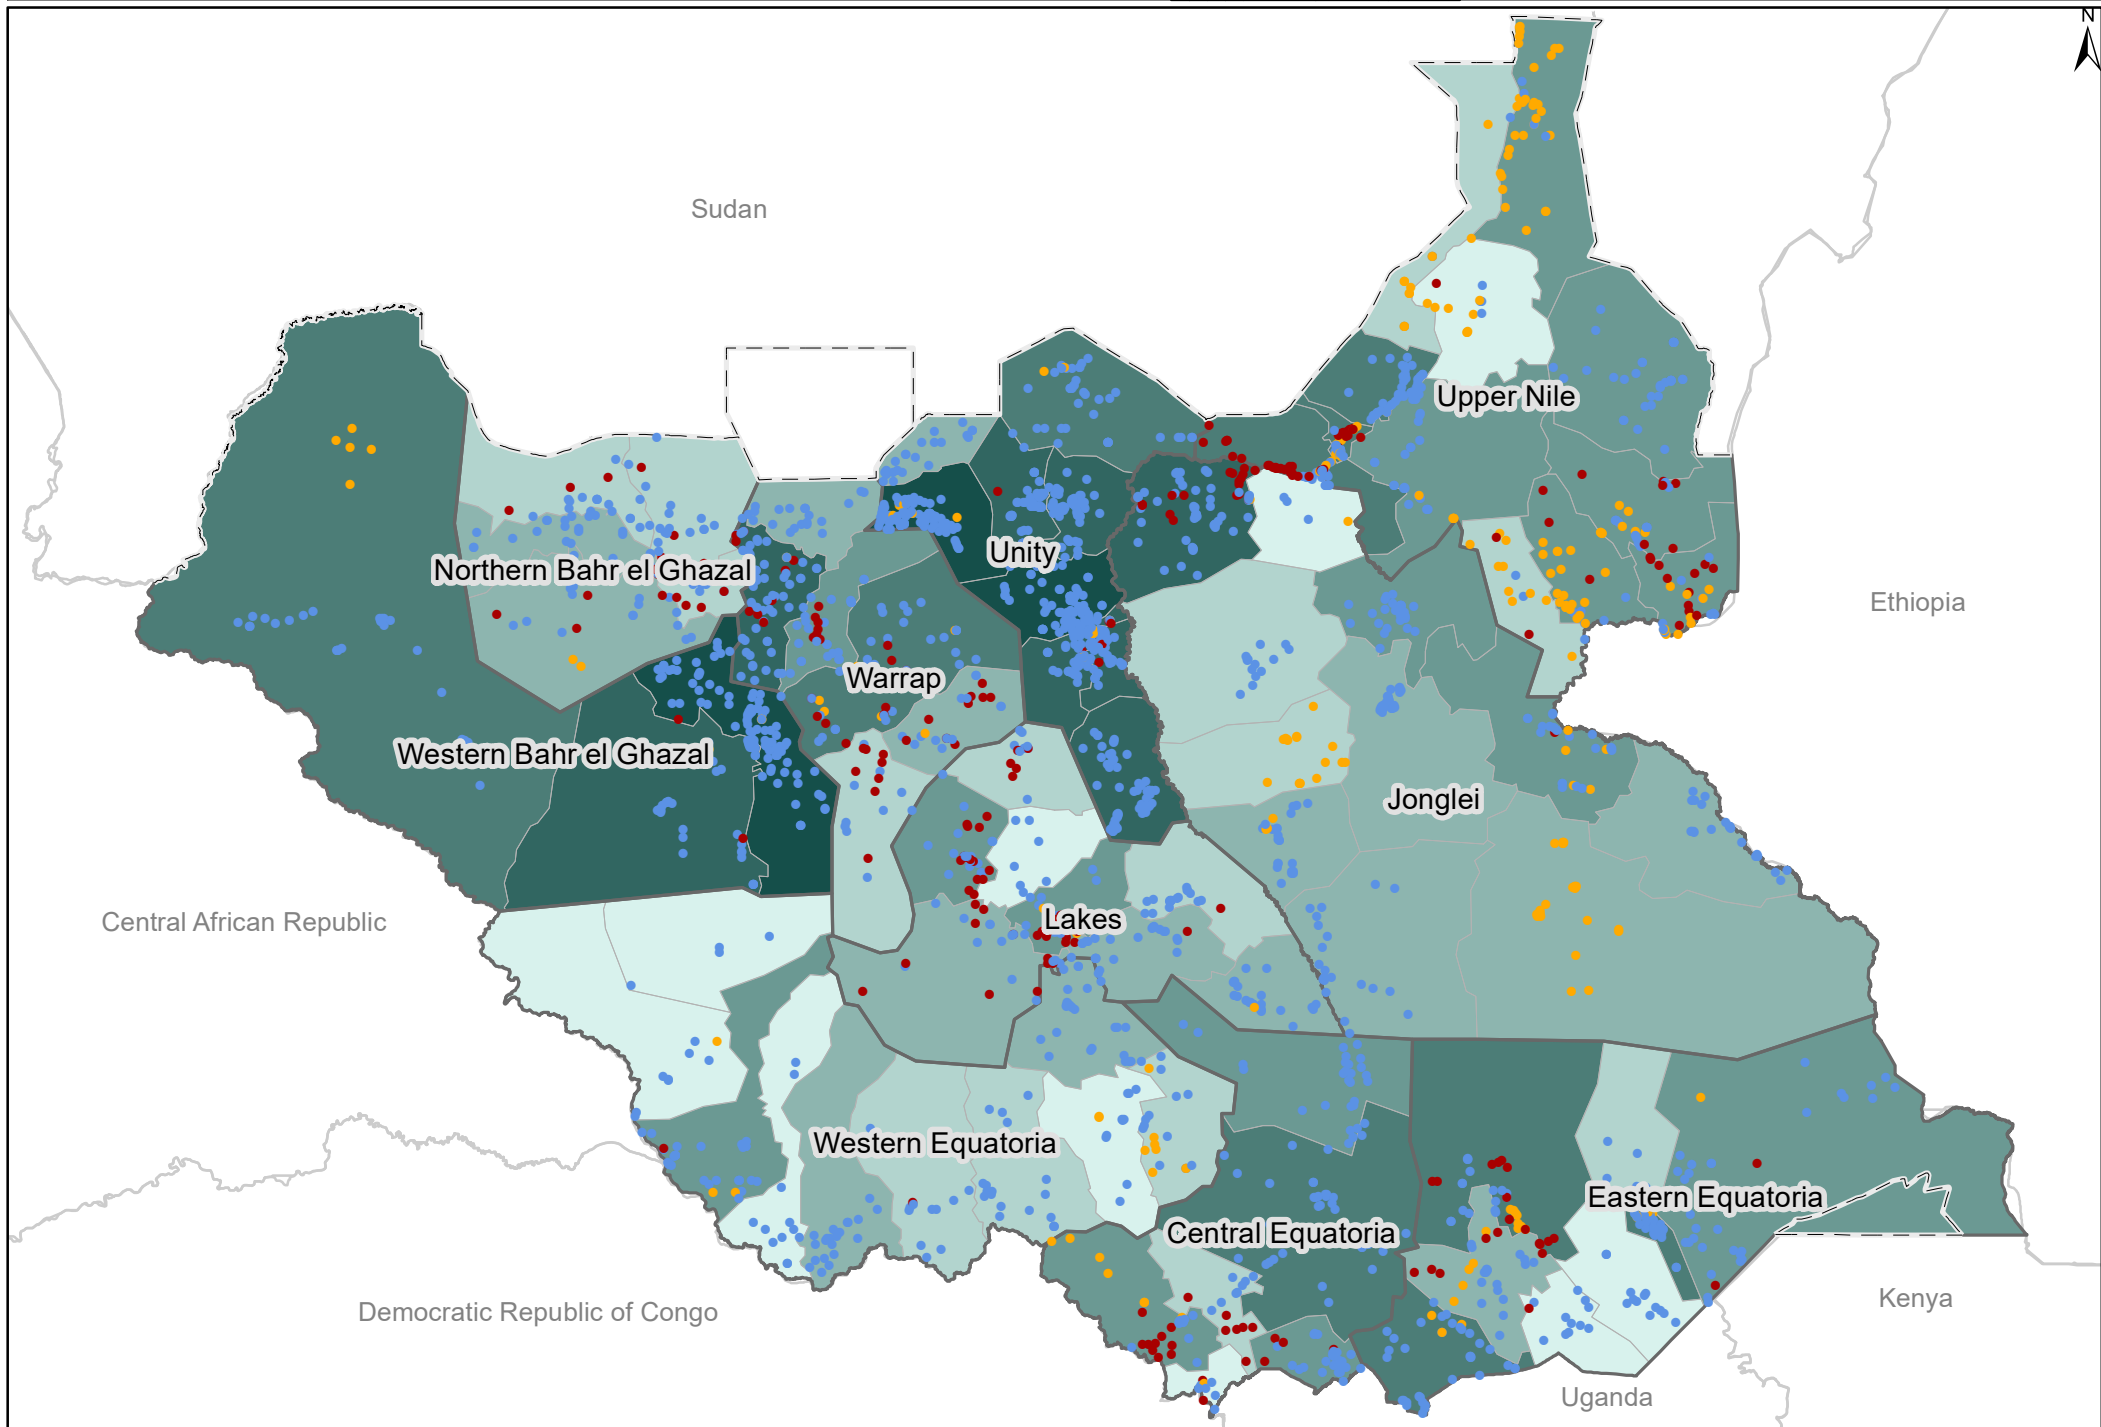 N
Sudan
Upper Nile
Unity
Northern Bahr el Ghazal
Ethiopia
Warrap
Western Bahr el Ghazal
Jonglei
Central African Republic
Lakes
Western Equatoria
Eastern Equatoria
Central Equatoria
Democratic Republic of Congo
Kenya
Uganda